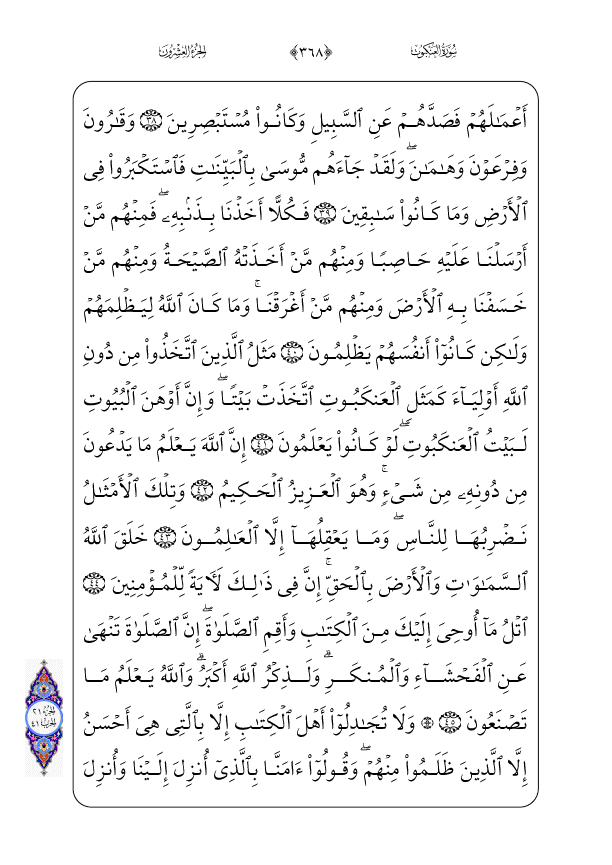 سُورَةُ العَنكَبُوت ﴿٣٦٨﴾ الجُزءُ العِشرُون
أَعۡمَٰلَهُمۡ فَصَدَّهُمۡ عَنِ ٱلسَّبِيلِ وَكَانُواْ مُسۡتَبۡصِرِينَ ۝٣٨ وَقَٰرُونَ
وَفِرۡعَوۡنَ وَهَٰمَٰنَۖ وَلَقَدۡ جَآءَهُم مُّوسَىٰ بِٱلۡبَيِّنَٰتِ فَٱسۡتَكۡبَرُواْ فِي
ٱلۡأَرۡضِ وَمَا كَانُواْ سَٰبِقِينَ ۝٣٩ فَكُلًّا أَخَذۡنَا بِذَنۢبِهِۦۖ فَمِنۡهُم مَّنۡ
أَرۡسَلۡنَا عَلَيۡهِ حَاصِبٗا وَمِنۡهُم مَّنۡ أَخَذَتۡهُ ٱلصَّيۡحَةُ وَمِنۡهُم مَّنۡ
خَسَفۡنَا بِهِ ٱلۡأَرۡضَ وَمِنۡهُم مَّنۡ أَغۡرَقۡنَاۚ وَمَا كَانَ ٱللَّهُ لِيَظۡلِمَهُمۡ
وَلَٰكِن كَانُوٓاْ أَنفُسَهُمۡ يَظۡلِمُونَ ۝٤٠ مَثَلُ ٱلَّذِينَ ٱتَّخَذُواْ مِن دُونِ
ٱللَّهِ أَوۡلِيَآءَ كَمَثَلِ ٱلۡعَنكَبُوتِ ٱتَّخَذَتۡ بَيۡتٗاۖ وَإِنَّ أَوۡهَنَ ٱلۡبُيُوتِ
لَبَيۡتُ ٱلۡعَنكَبُوتِۖ لَوۡ كَانُواْ يَعۡلَمُونَ ۝٤١ إِنَّ ٱللَّهَ يَعۡلَمُ مَا يَدۡعُونَ
مِن دُونِهِۦ مِن شَيۡءٖۚ وَهُوَ ٱلۡعَزِيزُ ٱلۡحَكِيمُ ۝٤٢ وَتِلۡكَ ٱلۡأَمۡثَٰلُ
نَضۡرِبُهَا لِلنَّاسِۖ وَمَا يَعۡقِلُهَآ إِلَّا ٱلۡعَٰلِمُونَ ۝٤٣ خَلَقَ ٱللَّهُ
ٱلسَّمَٰوَٰتِ وَٱلۡأَرۡضَ بِٱلۡحَقِّۚ إِنَّ فِي ذَٰلِكَ لَأٓيَةٗ لِّلۡمُؤۡمِنِينَ ۝٤٤
ٱتۡلُ مَآ أُوحِيَ إِلَيۡكَ مِنَ ٱلۡكِتَٰبِ وَأَقِمِ ٱلصَّلَوٰةَۖ إِنَّ ٱلصَّلَوٰةَ تَنۡهَىٰ
عَنِ ٱلۡفَحۡشَآءِ وَٱلۡمُنكَرِۗ وَلَذِكۡرُ ٱللَّهِ أَكۡبَرُۗ وَٱللَّهُ يَعۡلَمُ مَا
تَصۡنَعُونَ ۝٤٥ ۞ وَلَا تُجَٰدِلُوٓاْ أَهۡلَ ٱلۡكِتَٰبِ إِلَّا بِٱلَّتِي هِيَ أَحۡسَنُ
إِلَّا ٱلَّذِينَ ظَلَمُواْ مِنۡهُمۡۖ وَقُولُوٓاْ ءَامَنَّا بِٱلَّذِيٓ أُنزِلَ إِلَيۡنَا وَأُنزِلَ
الجزء ٢١
الحزب ٤١